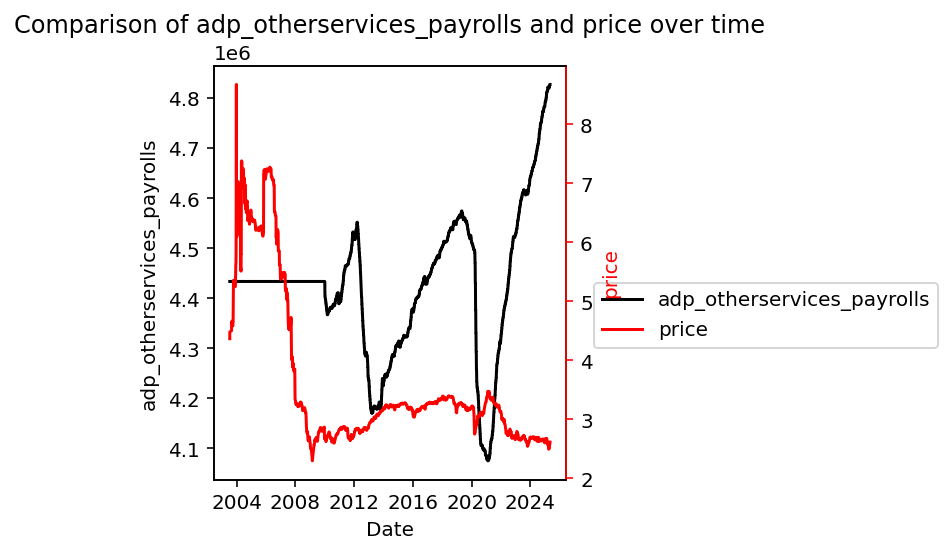 Comparison of adp_otherservices_payrolls and price over time
1e6
4.8
4.7
4.6
4.5
4.4
4.3
4.2
4.1
adp_otherservices_payrolls
8
7
6
5
4
3
2
price
adp_otherservices_payrolls
price
2004 2008 2012 2016 2020 2024
Date